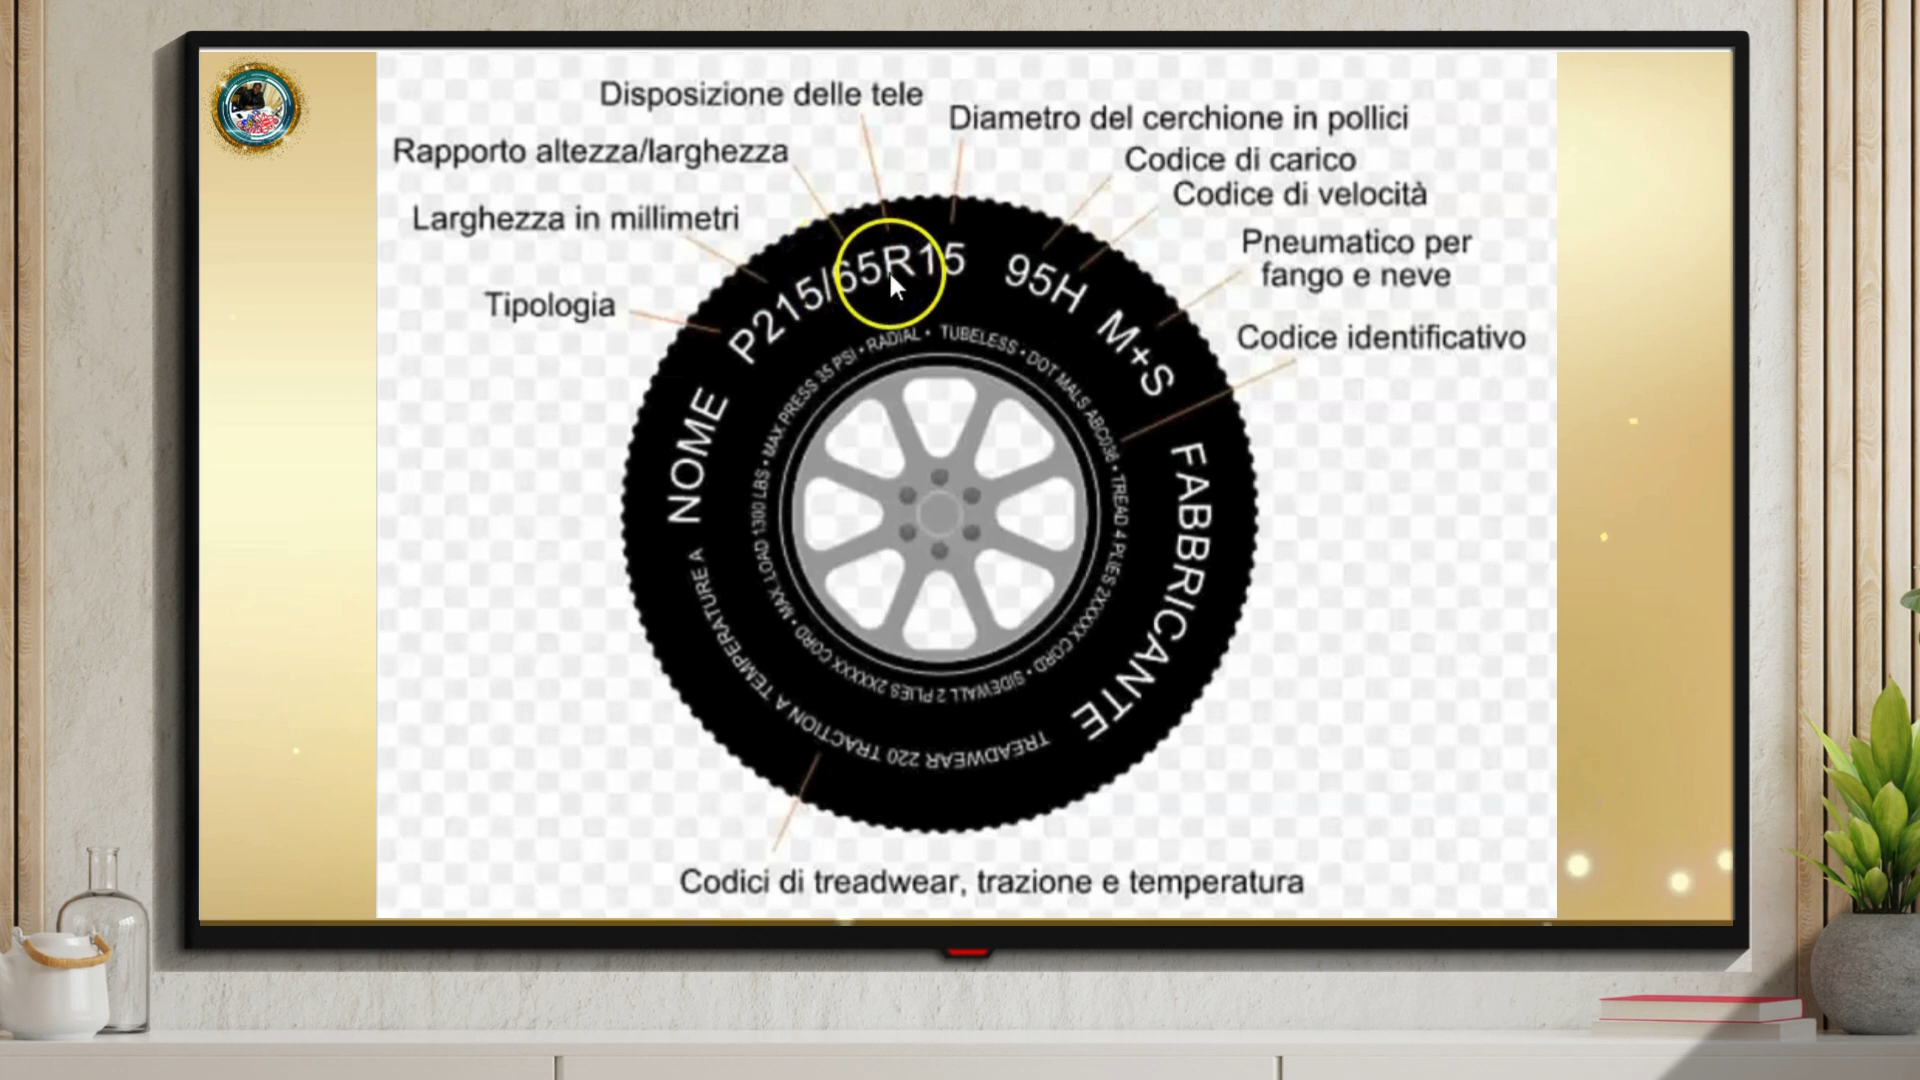 Disposizione delle tele
Diametro del cerchione in pollici
Rapporto altezza/larghezza
Codice di carico
Codice di velocità
Larghezza in millimetri
Pneumatico per
fango e neve
Tipologia
Codice identificativo
NOME P215/65R15 95H M+S FABBRICANTE
MAX LOAD 1300 LBS • MAX PRESS 35 PSI • RADIAL • TUBELESS • DOT MALS ABC036 • TREAD 4 PLIES 2XXXX CORD • SIDEWALL 2 PLIES 2XXXX CORD •
TREADWEAR 220 TRACTION A TEMPERATURE A
Codici di treadwear, trazione e temperatura